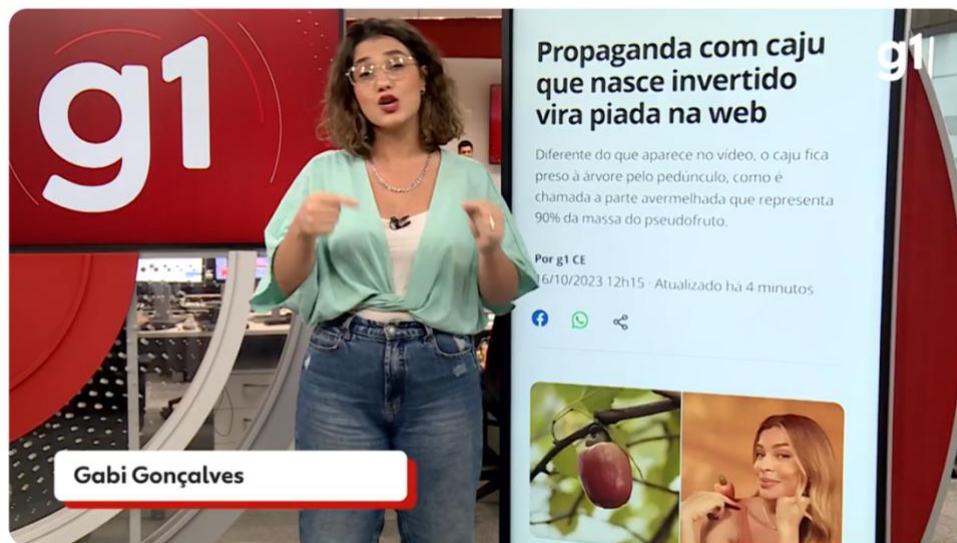 g1
Propaganda com caju
que nasce invertido
vira piada na web
g1
Diferente do que aparece no vídeo, o caju fica
preso à árvore pelo pedúnculo, como é
chamada a parte avermelhada que representa
90% da massa do pseudofruto.
Por g1 CE
16/10/2023 12h15 · Atualizado há 4 minutos
Gabi Gonçalves